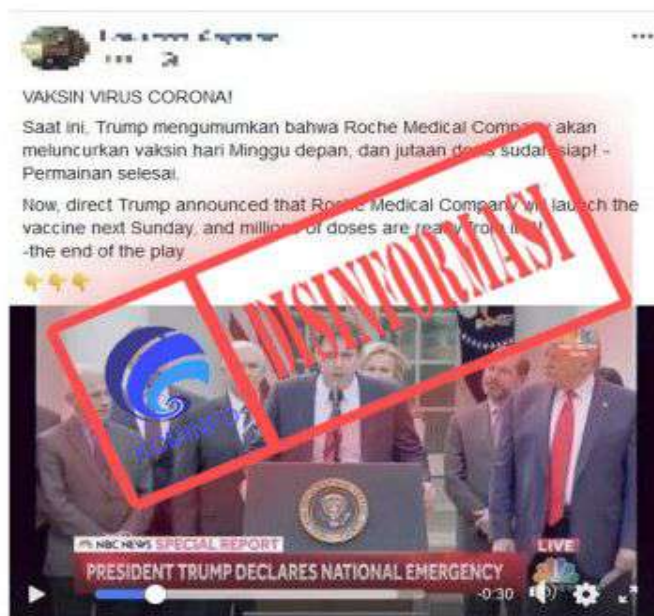 VAKSIN VIRUS CORONA!
Saat ini, Trump mengumumkan bahwa Roche Medical Company akan
meluncurkan vaksin hari Minggu depan, dan jutaan dosis sudah siap! -
Permainan selesai.
Now, direct Trump announced that Roche Medical Company will launch the
vaccine next Sunday, and millions of doses are ready from it!!!
-the end of the play
DISINFORMASI
KOMINFO
NBC NEWS SPECIAL REPORT
LIVE
PRESIDENT TRUMP DECLARES NATIONAL EMERGENCY
-0:30